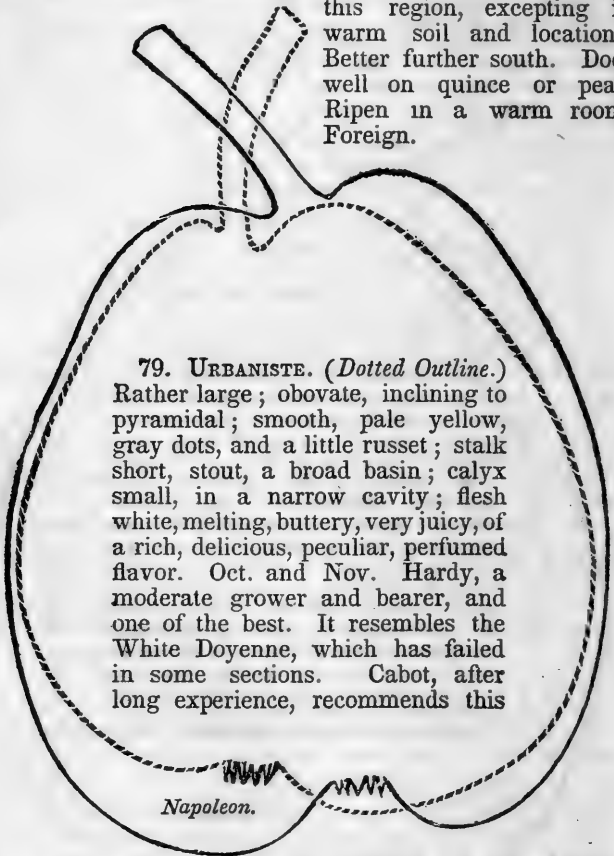 this region, excepting i
warm soil and location
Better further south. Doe
well on quince or pea
Ripen in a warm room
Foreign.
79. URBANISTE. (Dotted Outline.)
Rather large; obovate, inclining to
pyramidal; smooth, pale yellow,
gray dots, and a little russet; stalk
short, stout, a broad basin; calyx
small, in a narrow cavity; flesh
white, melting, buttery, very juicy, of
a rich, delicious, peculiar, perfumed
flavor. Oct. and Nov. Hardy, a
moderate grower and bearer, and
one of the best. It resembles the
White Doyenne, which has failed
in some sections. Cabot, after
long experience, recommends this
Napoleon.